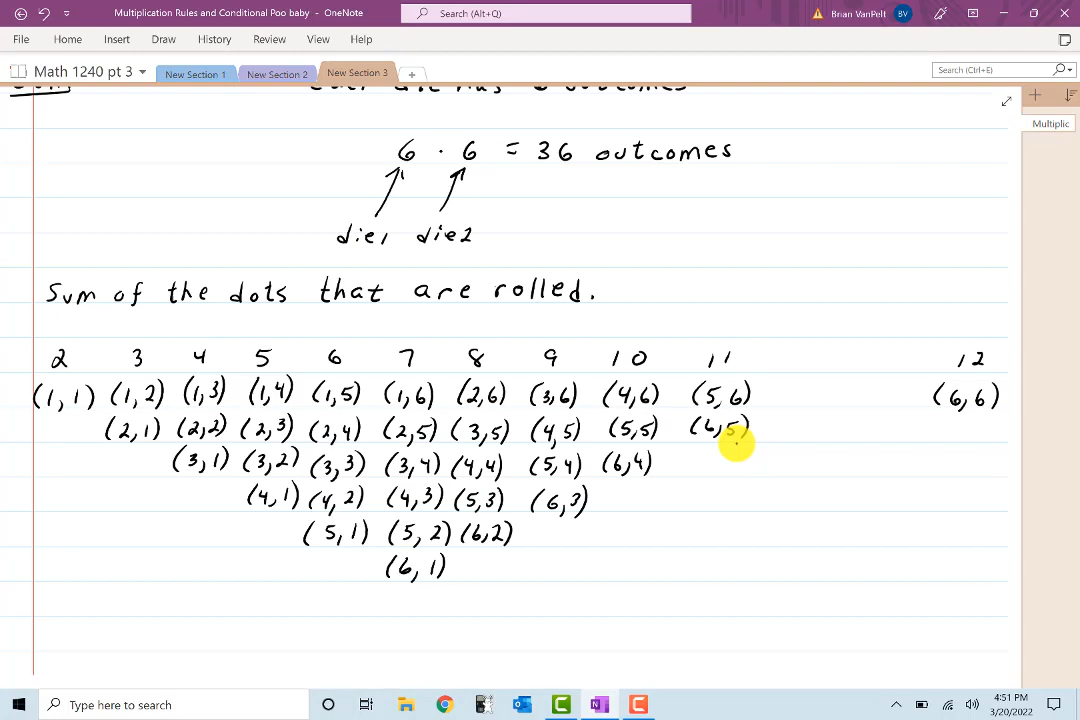 Multiplication Rules and Conditional Poo baby - OneNote
Search (Alt+Q)
Brian VanPelt BV
File Home Insert Draw History Review View Help
Math 1240 pt 3 New Section 1 New Section 2 New Section 3
Search (Ctrl+E)
Multiplic
6 · 6 = 36 outcomes
die1 die2
Sum of the dots that are rolled.
2 3 4 5 6 7 8 9 10 11 12
(1,1) (1,2) (1,3) (1,4) (1,5) (1,6) (2,6) (3,6) (4,6) (5,6) (6,6)
(2,1) (2,2) (2,3) (2,4) (2,5) (3,5) (4,5) (5,5) (6,5)
(3,1) (3,2) (3,3) (3,4) (4,4) (5,4) (6,4)
(4,1) (4,2) (4,3) (5,3) (6,3)
(5,1) (5,2) (6,2)
(6,1)
Type here to search
4:51 PM
3/20/2022